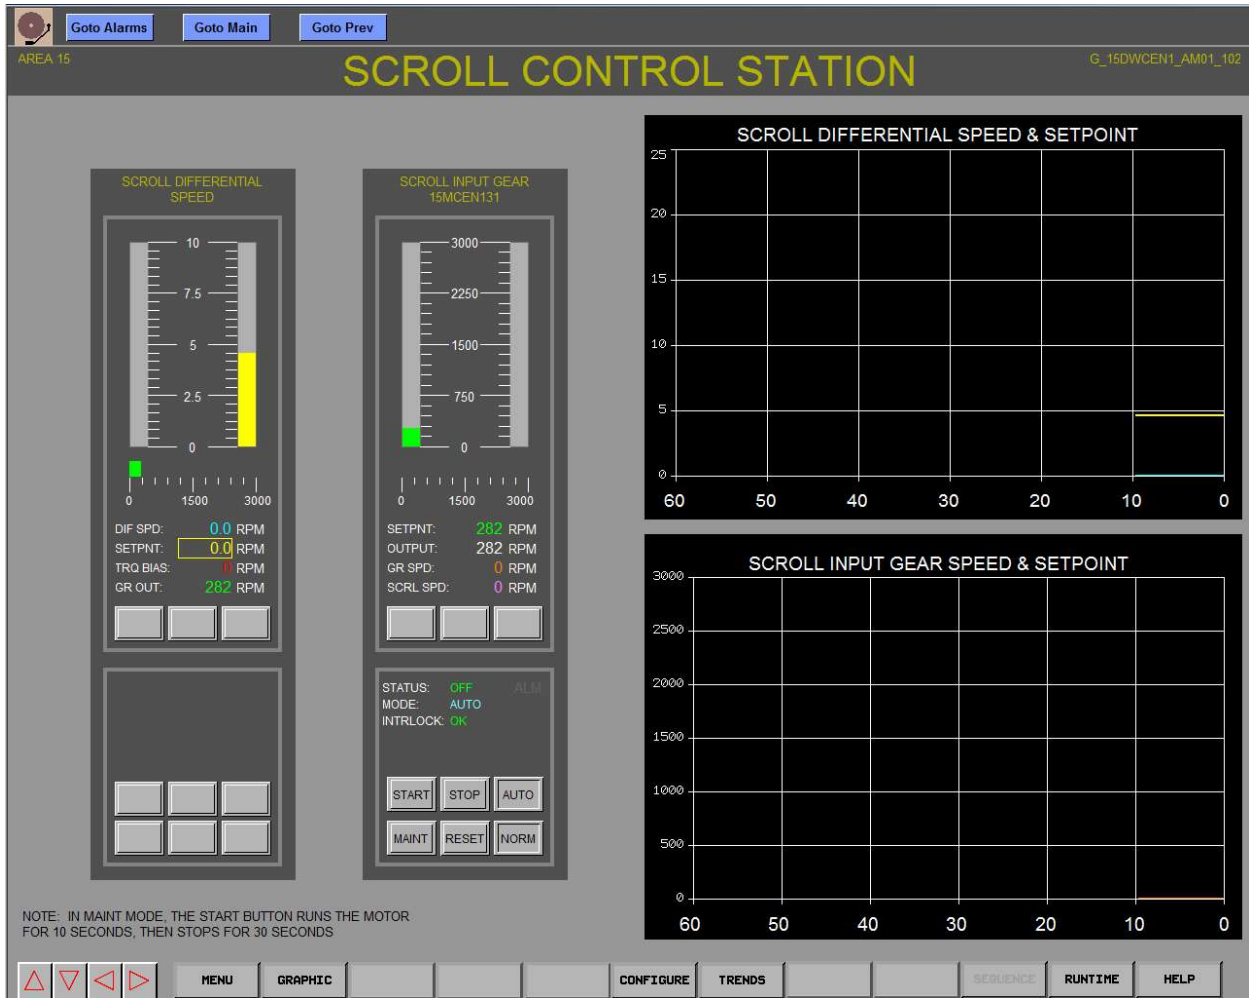 Goto Alarms Goto Main Goto Prev
AREA 15
SCROLL CONTROL STATION
G_15DWCEN1_AM01_102
SCROLL DIFFERENTIAL
SPEED
10
7.5
5
2.5
0
0 1500 3000
DIF SPD: 0.0 RPM
SETPNT: 0.0 RPM
TRQ BIAS: 0 RPM
GR OUT: 282 RPM
SCROLL INPUT GEAR
15MCEN131
3000
2250
1500
750
0
0 1500 3000
SETPNT: 282 RPM
OUTPUT: 282 RPM
GR SPD: 0 RPM
SCRL SPD: 0 RPM
STATUS: OFF ALM
MODE: AUTO
INTRLOCK: OK
START STOP AUTO
MAINT RESET NORM
SCROLL DIFFERENTIAL SPEED & SETPOINT
25
20
15
10
5
0
60 50 40 30 20 10 0
SCROLL INPUT GEAR SPEED & SETPOINT
3000
2500
2000
1500
1000
500
0
60 50 40 30 20 10 0
NOTE: IN MAINT MODE, THE START BUTTON RUNS THE MOTOR
FOR 10 SECONDS, THEN STOPS FOR 30 SECONDS
MENU GRAPHIC CONFIGURE TRENDS SEQUENCE RUNTIME HELP